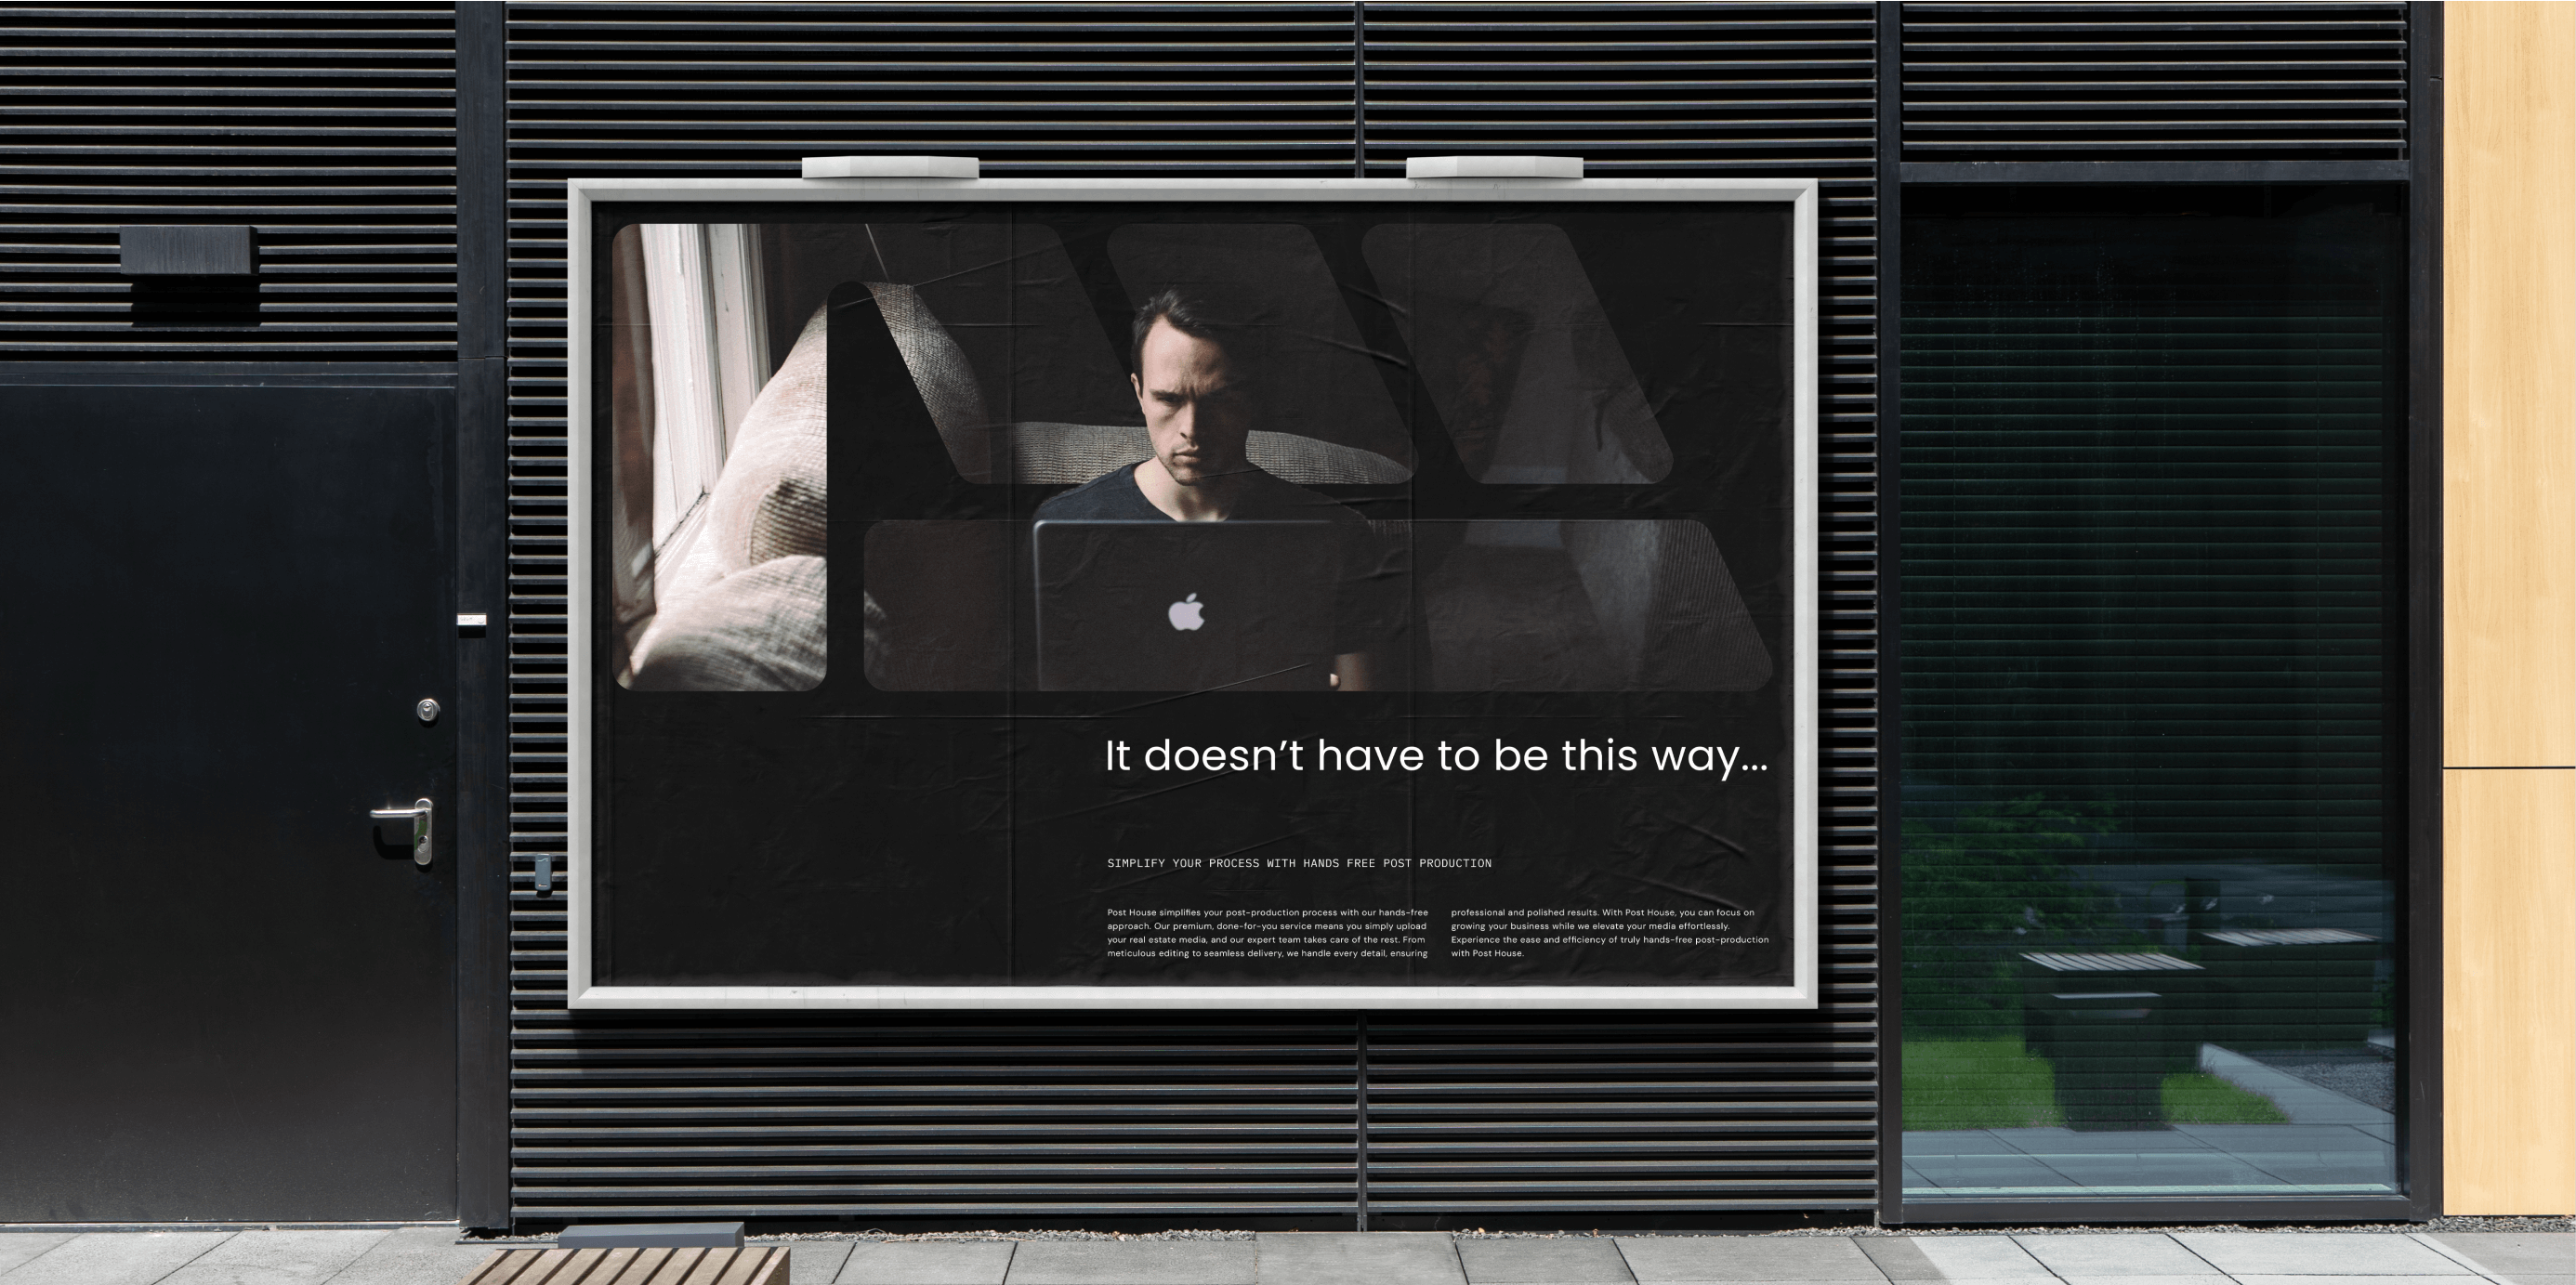 It doesn’t have to be this way...
SIMPLIFY YOUR PROCESS WITH HANDS FREE POST PRODUCTION
Post House simplifies your post-production process with our hands-free
approach. Our premium, done-for-you service means you simply upload
your real estate media, and our expert team takes care of the rest. From
meticulous editing to seamless delivery, we handle every detail, ensuring
professional and polished results. With Post House, you can focus on
growing your business while we elevate your media effortlessly.
Experience the ease and efficiency of truly hands-free post-production
with Post House.